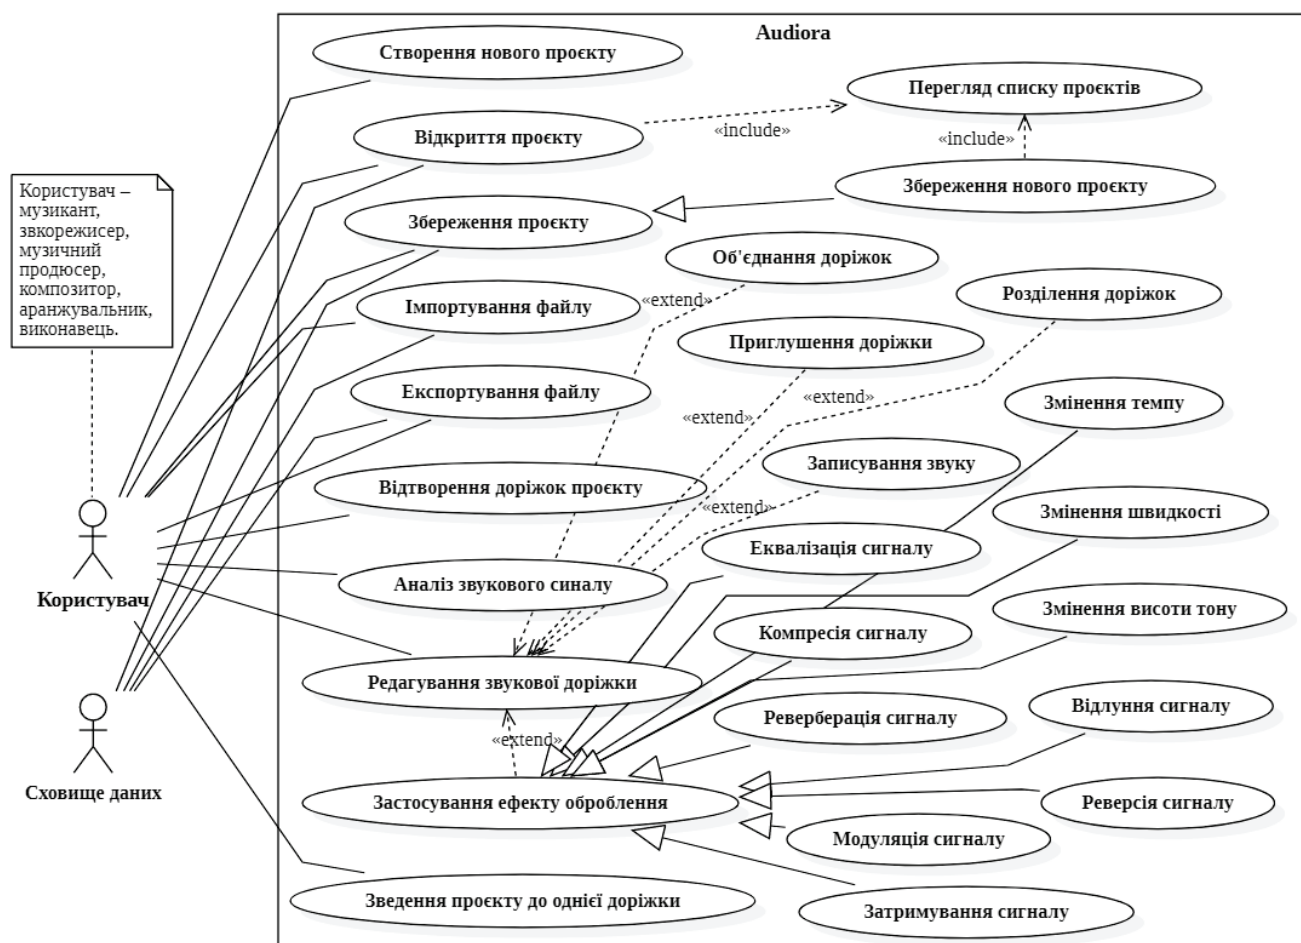 Audiora
Створення нового проєкту
Перегляд списку проєктів
Відкриття проєкту
«include»
«include»
Користувач –
музикант,
звкорежисер,
музичний
продюсер,
композитор,
аранжувальник,
виконавець.
Збереження нового проєкту
Збереження проєкту
Об'єднання доріжок
«extend»
Розділення доріжок
Імпортування файлу
Приглушення доріжки
Експортування файлу
«extend»
«extend»
Змінення темпу
Записування звуку
Відтворення доріжок проєкту
«extend»
Змінення швидкості
Еквалізація сигналу
Аналіз звукового синалу
Користувач
Змінення висоти тону
Компресія сигналу
Редагування звукової доріжки
Відлуння сигналу
Реверберація сигналу
«extend»
Сховище даних
Застосування ефекту оброблення
Реверсія сигналу
Модуляція сигналу
Зведення проєкту до однієї доріжки
Затримування сигналу